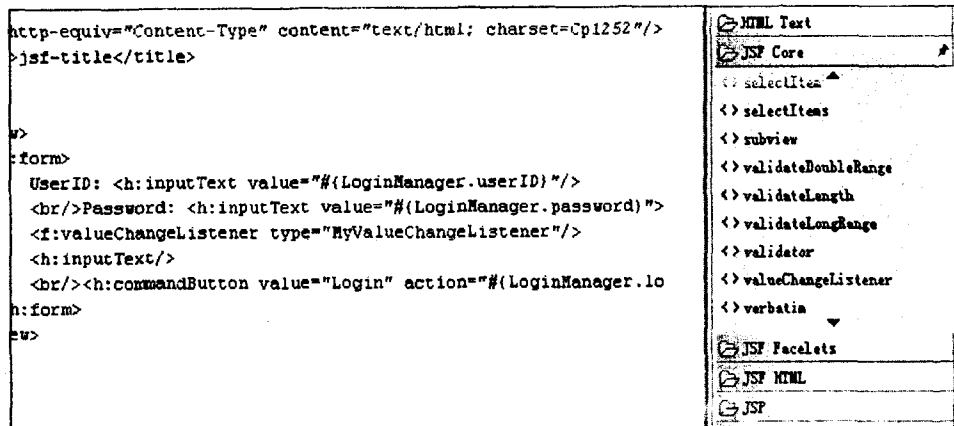 http-equiv="Content-Type" content="text/html; charset=Cp1252"/>
>jsf-title</title>
w>
:form>
UserID: <h:inputText value="#{LoginManager.userID}"/>
<br/>Password: <h:inputText value="#{LoginManager.password}">
<f:valueChangeListener type="MyValueChangeListener"/>
<h:inputText/>
<br/><h:commandButton value="Login" action="#{LoginManager.lo
h:form>
ew>
HTML Text
JSF Core
<> selectItem
<> selectItems
<> subview
<> validateDoubleRange
<> validateLength
<> validateLongRange
<> validator
<> valueChangeListener
<> verbatim
JSF Facelets
JSF HTML
JSP